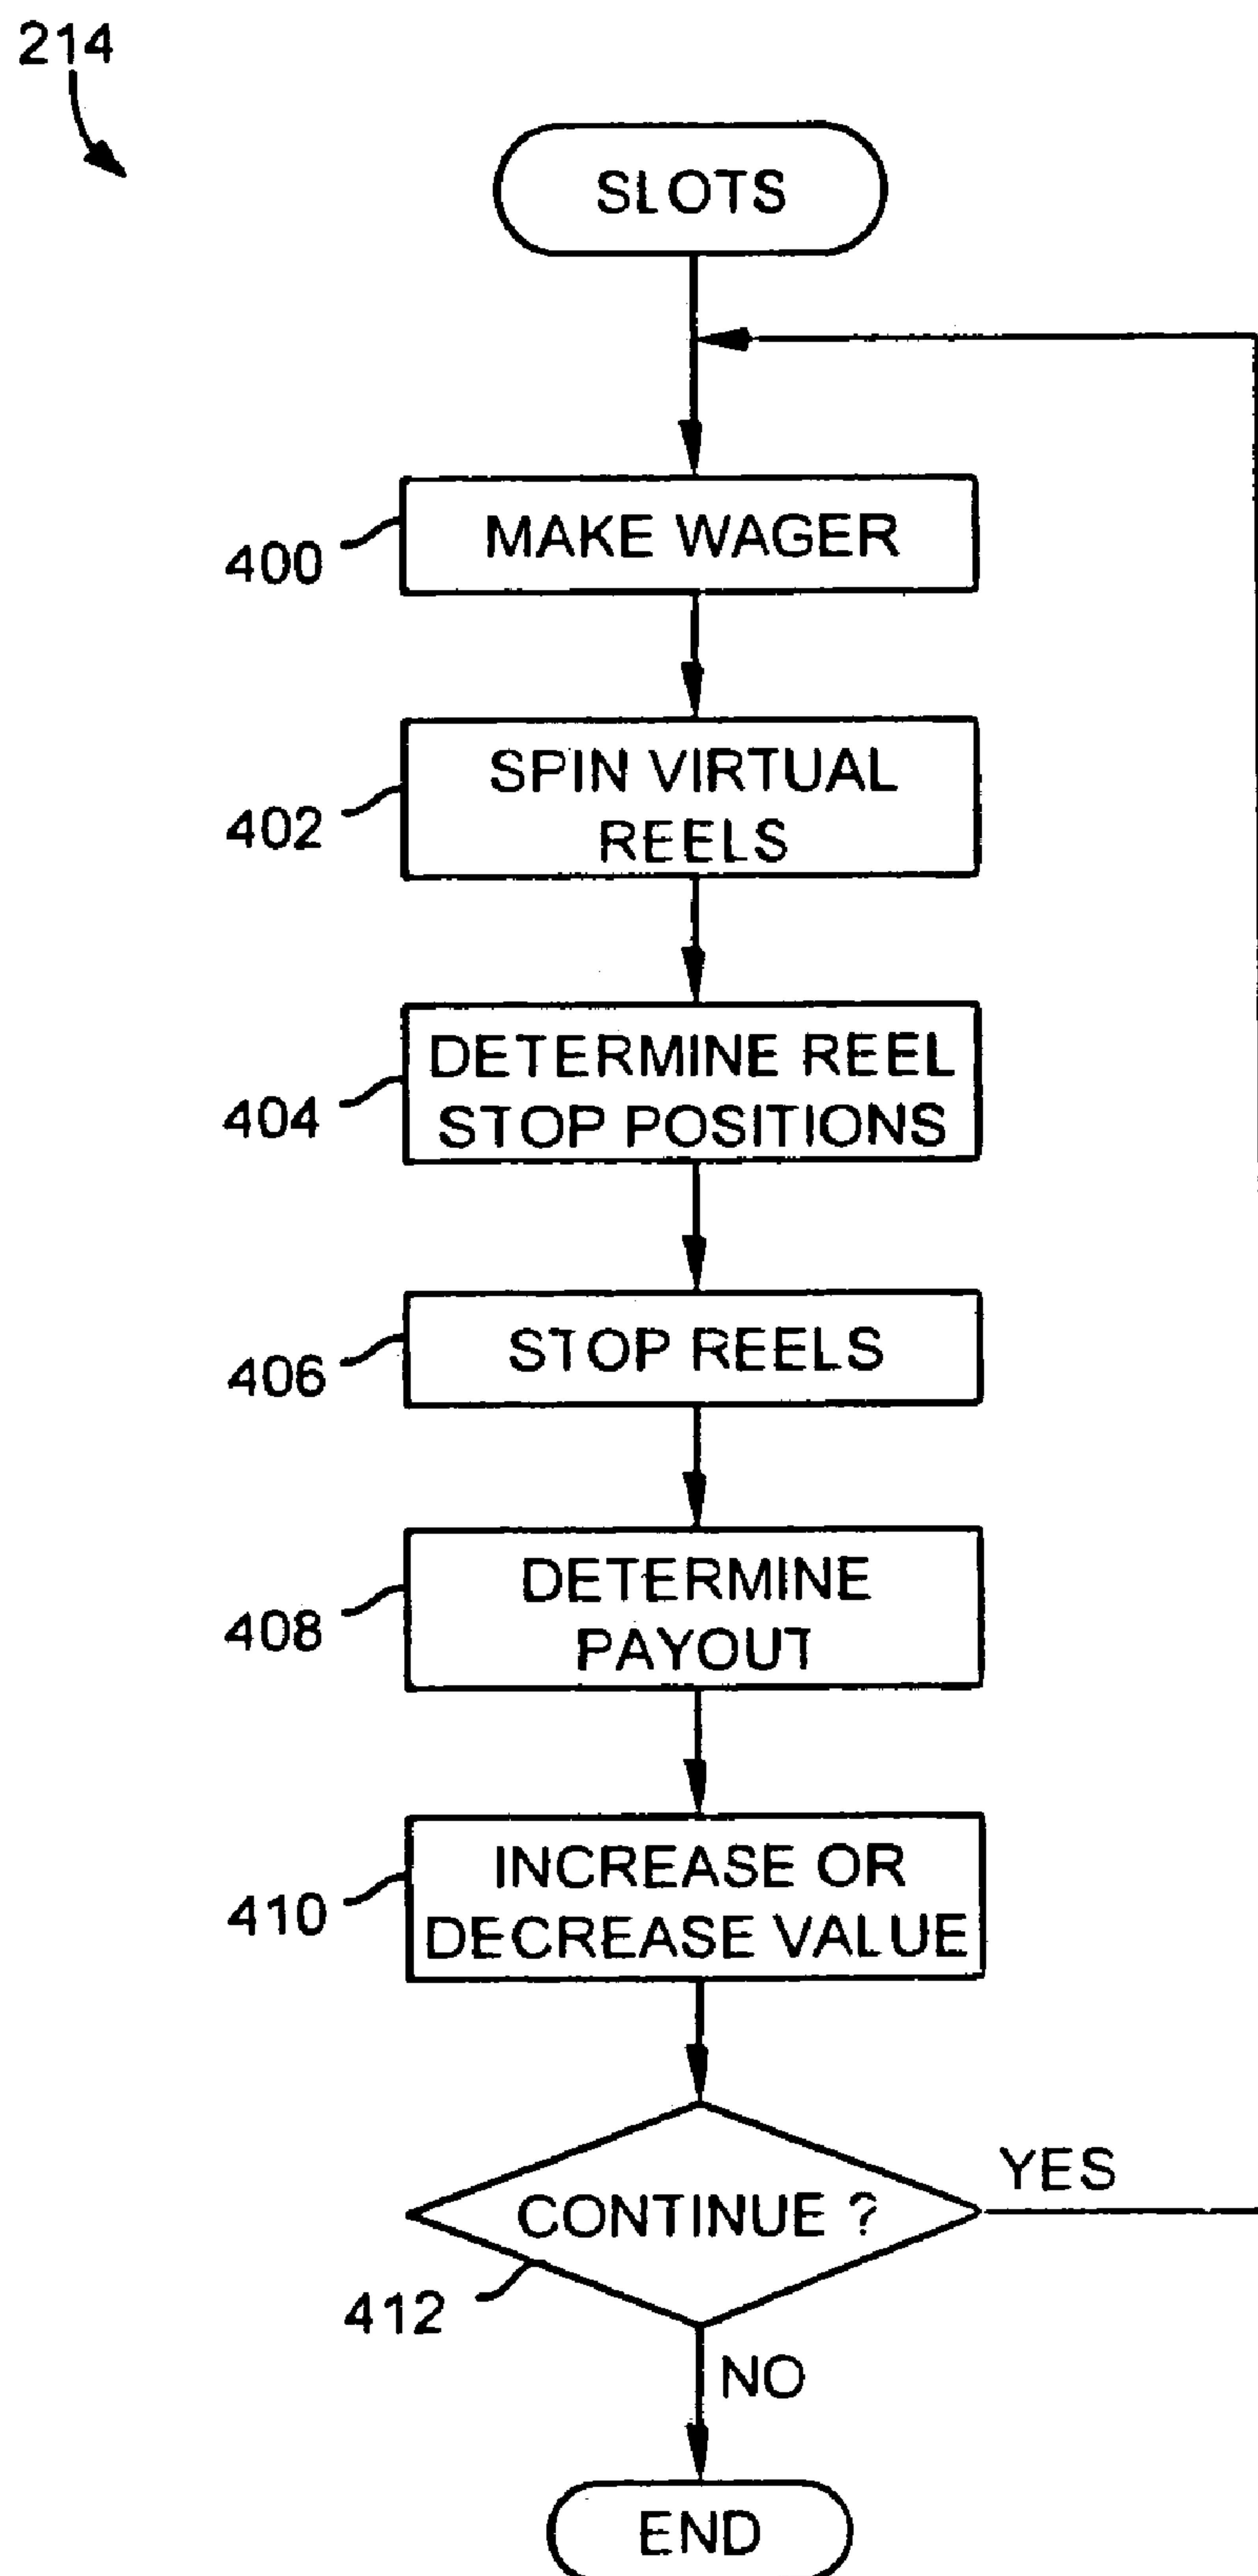 214
SLOTS
MAKE WAGER
400
SPIN VIRTUAL
REELS
402
DETERMINE REEL
STOP POSITIONS
404
STOP REELS
406
DETERMINE
PAYOUT
408
INCREASE OR
DECREASE VALUE
410
CONTINUE ?
YES
412
NO
END